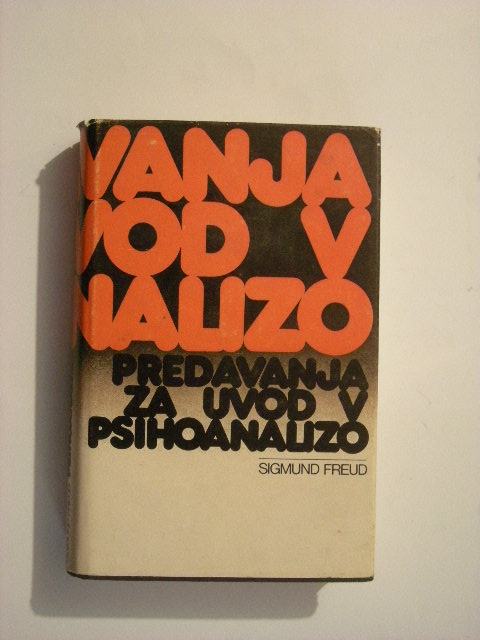 VANJA
VOD V
NALIZO
PREDAVANJA
ZA UVOD V
PSIHOANALIZO
SIGMUND FREUD